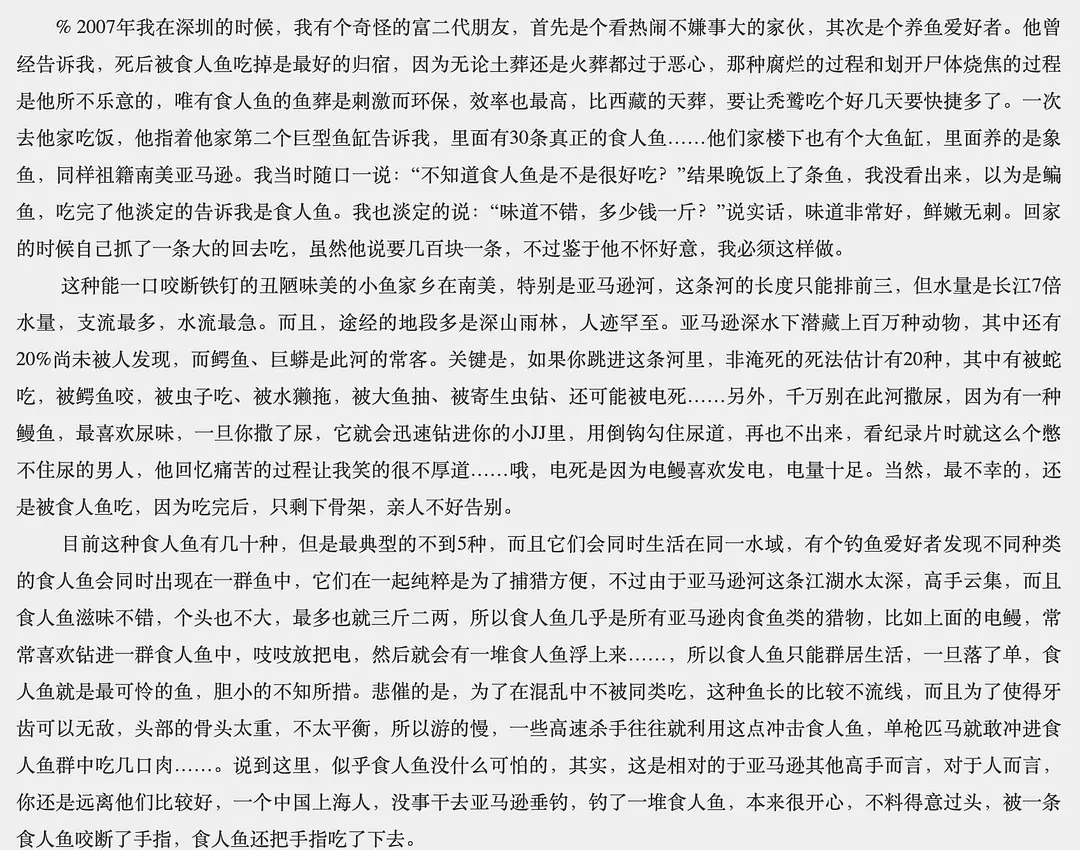 % 2007年我在深圳的时候，我有个奇怪的富二代朋友，首先是个看热闹不嫌事大的家伙，其次是个养鱼爱好者。他曾
经告诉我，死后被食人鱼吃掉是最好的归宿，因为无论土葬还是火葬都过于恶心，那种腐烂的过程和划开尸体烧焦的过程
是他所不乐意的，唯有食人鱼的鱼葬是刺激而环保，效率也最高，比西藏的天葬，要让秃鹫吃个好几天要快捷多了。一次
去他家吃饭，他指着他家第二个巨型鱼缸告诉我，里面有30条真正的食人鱼……他们家楼下也有个大鱼缸，里面养的是象
鱼，同样祖籍南美亚马逊。我当时随口一说：“不知道食人鱼是不是很好吃？”结果晚饭上了条鱼，我没看出来，以为是鳊
鱼，吃完了他淡定的告诉我是食人鱼。我也淡定的说：“味道不错，多少钱一斤？”说实话，味道非常好，鲜嫩无刺。回家
的时候自己抓了一条大的回去吃，虽然他说要几百块一条，不过鉴于他不怀好意，我必须这样做。
这种能一口咬断铁钉的丑陋味美的小鱼家乡在南美，特别是亚马逊河，这条河的长度只能排前三，但水量是长江7倍
水量，支流最多，水流最急。而且，途经的地段多是深山雨林，人迹罕至。亚马逊深水下潜藏上百万种动物，其中还有
20%尚未被人发现，而鳄鱼、巨蟒是此河的常客。关键是，如果你跳进这条河里，非淹死的死法估计有20种，其中有被蛇
吃，被鳄鱼咬，被虫子吃、被水獭拖，被大鱼抽、被寄生虫钻、还可能被电死……另外，千万别在此河撒尿，因为有一种
鳗鱼，最喜欢尿味，一旦你撒了尿，它就会迅速钻进你的小JJ里，用倒钩勾住尿道，再也不出来，看纪录片时就这么个憋
不住尿的男人，他回忆痛苦的过程让我笑的很不厚道……哦，电死是因为电鳗喜欢发电，电量十足。当然，最不幸的，还
是被食人鱼吃，因为吃完后，只剩下骨架，亲人不好告别。
目前这种食人鱼有几十种，但是最典型的不到5种，而且它们会同时生活在同一水域，有个钓鱼爱好者发现不同种类
的食人鱼会同时出现在一群鱼中，它们在一起纯粹是为了捕猎方便，不过由于亚马逊河这条江湖水太深，高手云集，而且
食人鱼滋味不错，个头也不大，最多也就三斤二两，所以食人鱼几乎是所有亚马逊肉食鱼类的猎物，比如上面的电鳗，常
常喜欢钻进一群食人鱼中，吱吱放把电，然后就会有一堆食人鱼浮上来……，所以食人鱼只能群居生活，一旦落了单，食
人鱼就是最可怜的鱼，胆小的不知所措。悲催的是，为了在混乱中不被同类吃，这种鱼长的比较不流线，而且为了使得牙
齿可以无敌，头部的骨头太重，不太平衡，所以游的慢，一些高速杀手往往就利用这点冲击食人鱼，单枪匹马就敢冲进食
人鱼群中吃几口肉……。说到这里，似乎食人鱼没什么可怕的，其实，这是相对的于亚马逊其他高手而言，对于人而言，
你还是远离他们比较好，一个中国上海人，没事干去亚马逊垂钓，钓了一堆食人鱼，本来很开心，不料得意过头，被一条
食人鱼咬断了手指，食人鱼还把手指吃了下去。